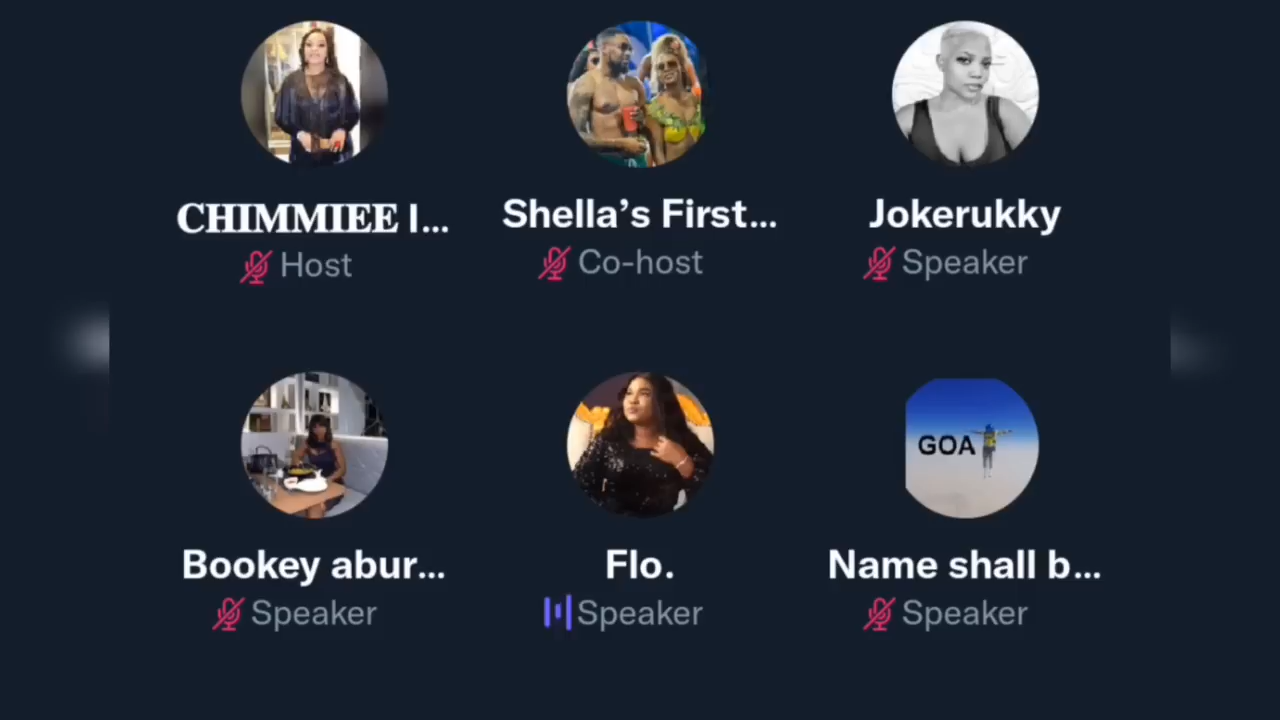 CHIMMIEE I...
Shella’s First...
Jokerukky
Host
Co-host
Speaker
GOA
Bookey abur...
Flo.
Name shall b...
Speaker
Speaker
Speaker